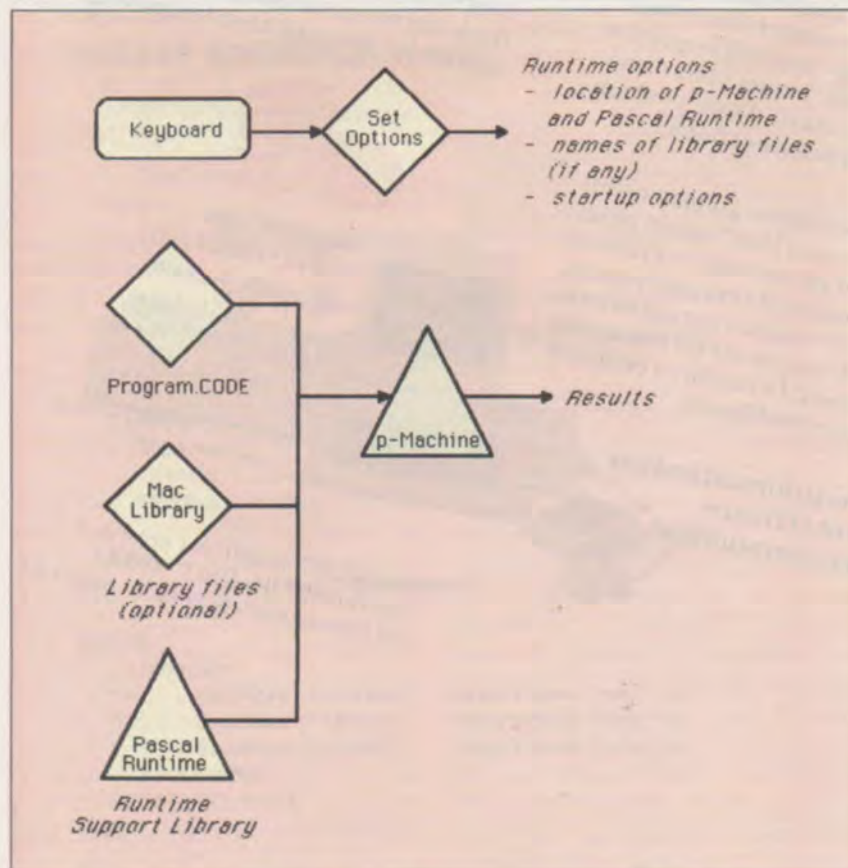 Keyboard
Set
Options
Runtime options
- location of p-Machine
and Pascal Runtime
- names of library files
(if any)
- startup options
Program.CODE
p-Machine
Results
Mac
Library
Library files
(optional)
Pascal
Runtime
Runtime
Support Library